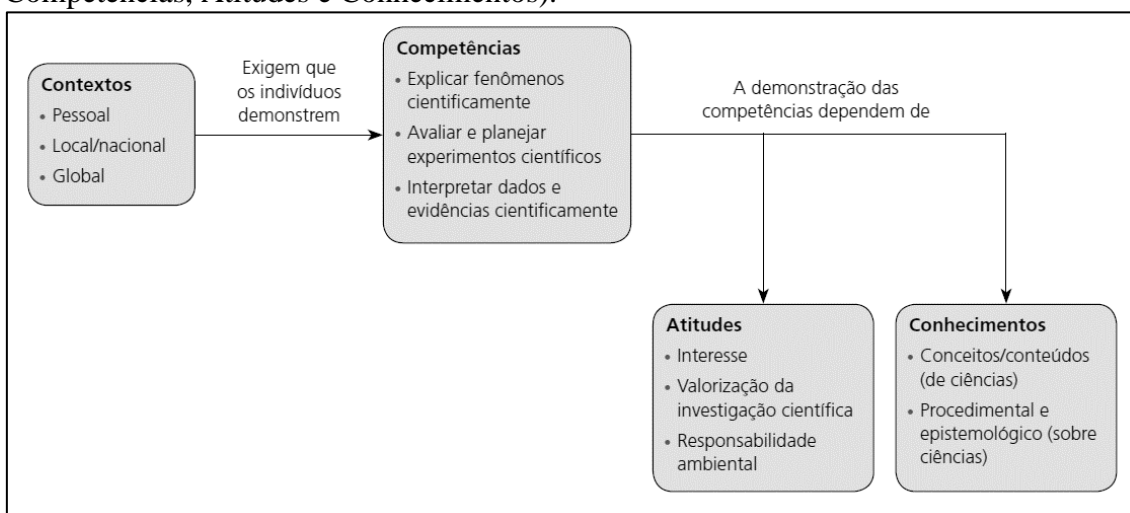 Competências, Atitudes e Conhecimentos).
Contextos
• Pessoal
• Local/nacional
• Global
Exigem que
os indivíduos
demonstrem
Competências
• Explicar fenômenos
cientificamente
• Avaliar e planejar
experimentos científicos
• Interpretar dados e
evidências cientificamente
A demonstração das
competências dependem de
Atitudes
• Interesse
• Valorização da
investigação científica
• Responsabilidade
ambiental
Conhecimentos
• Conceitos/conteúdos
(de ciências)
• Procedimental e
epistemológico (sobre
ciências)